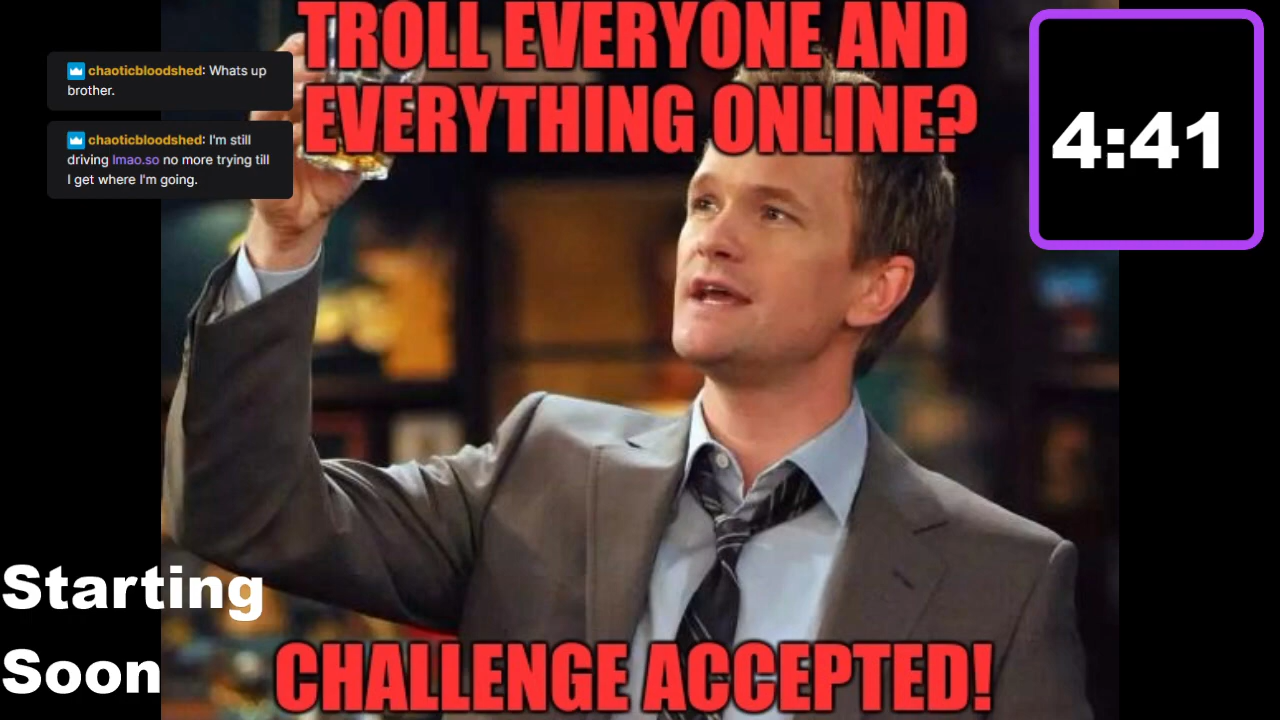 TROLL EVERYONE AND
EVERYTHING ONLINE?
chaoticbloodshed: Whats up
brother.
chaoticbloodshed: I'm still
driving lmao.so no more trying till
I get where I'm going.
4:41
Starting
Soon
CHALLENGE ACCEPTED!